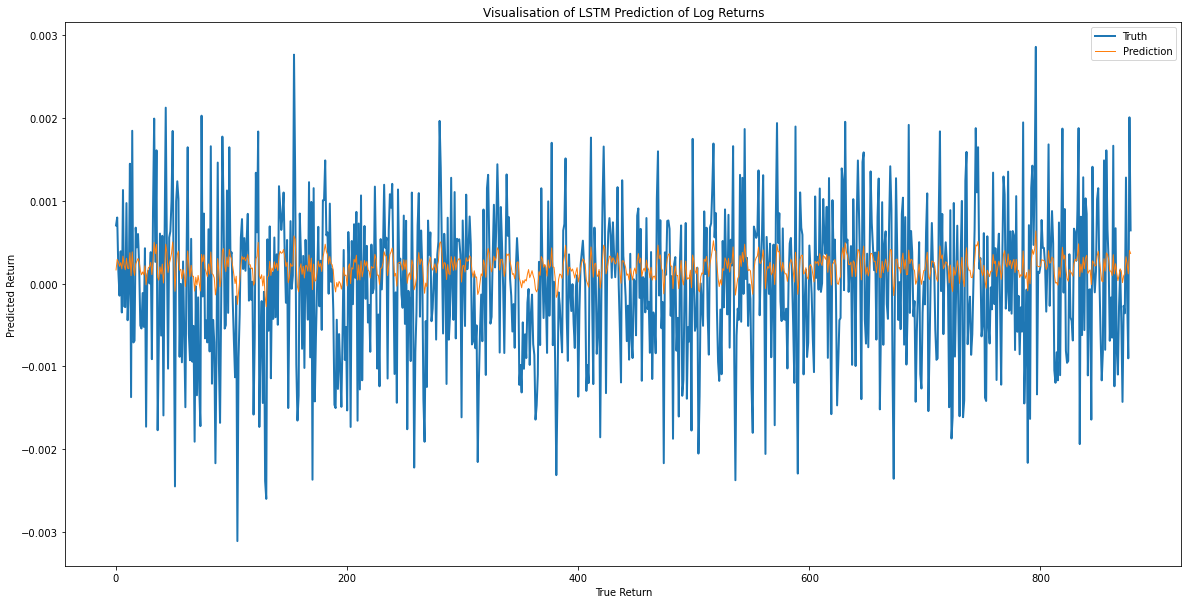 Visualisation of LSTM Prediction of Log Returns
Truth
Prediction
0.003
0.002
0.001
0.000
−0.001
−0.002
−0.003
Predicted Return
0
200
400
600
800
True Return